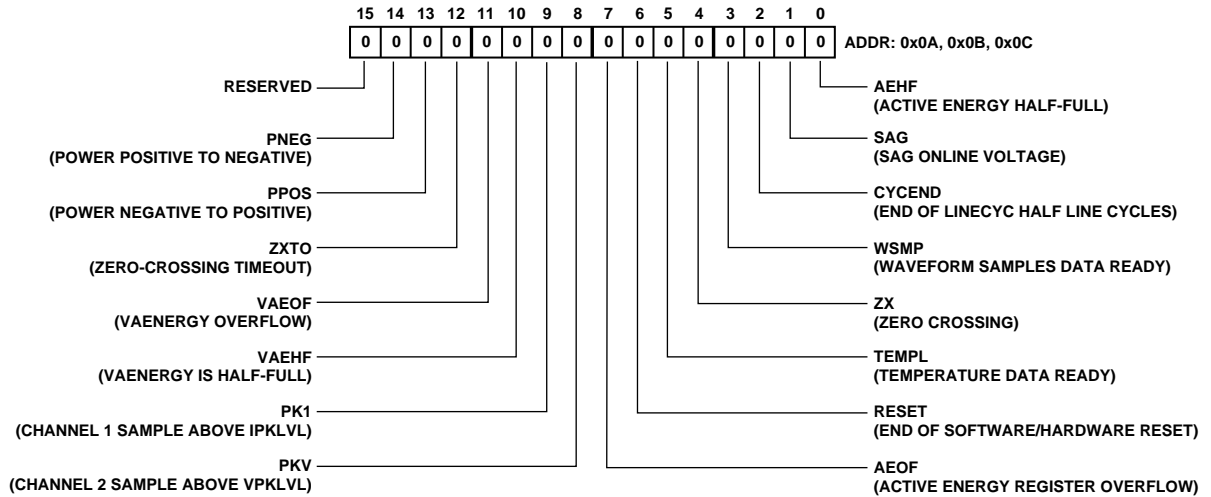 15 14 13 12 11 10 9 8 7 6 5 4 3 2 1 0
0 0 0 0 0 0 0 0 0 0 0 0 0 0 0 0 ADDR: 0x0A, 0x0B, 0x0C
RESERVED
PNEG
(POWER POSITIVE TO NEGATIVE)
PPOS
(POWER NEGATIVE TO POSITIVE)
ZXTO
(ZERO-CROSSING TIMEOUT)
VAEOF
(VAENERGY OVERFLOW)
VAEHF
(VAENERGY IS HALF-FULL)
PK1
(CHANNEL 1 SAMPLE ABOVE IPKLVL)
PKV
(CHANNEL 2 SAMPLE ABOVE VPKLVL)
AEHF
(ACTIVE ENERGY HALF-FULL)
SAG
(SAG ONLINE VOLTAGE)
CYCEND
(END OF LINECYC HALF LINE CYCLES)
WSMP
(WAVEFORM SAMPLES DATA READY)
ZX
(ZERO CROSSING)
TEMPL
(TEMPERATURE DATA READY)
RESET
(END OF SOFTWARE/HARDWARE RESET)
AEOF
(ACTIVE ENERGY REGISTER OVERFLOW)